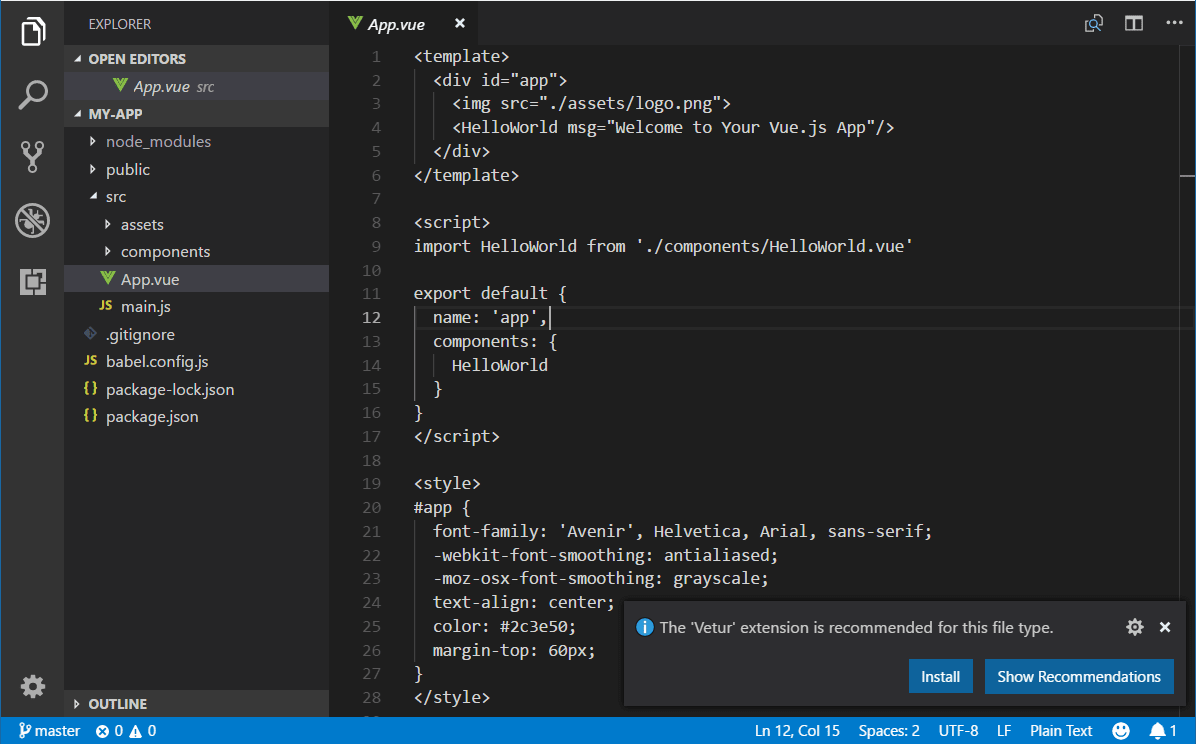 EXPLORER
OPEN EDITORS
App.vue src
MY-APP
node_modules
public
src
assets
components
App.vue
JS main.js
.gitignore
JS babel.config.js
{} package-lock.json
{} package.json
OUTLINE
App.vue
1 <template>
2 <div id="app">
3 <img src="./assets/logo.png">
4 <HelloWorld msg="Welcome to Your Vue.js App"/>
5 </div>
6 </template>
7
8 <script>
9 import HelloWorld from './components/HelloWorld.vue'
10
11 export default {
12 name: 'app',
13 components: {
14 HelloWorld
15 }
16 }
17 </script>
18
19 <style>
20 #app {
21 font-family: 'Avenir', Helvetica, Arial, sans-serif;
22 -webkit-font-smoothing: antialiased;
23 -moz-osx-font-smoothing: grayscale;
24 text-align: center;
25 color: #2c3e50;
26 margin-top: 60px;
27 }
28 </style>
The 'Vetur' extension is recommended for this file type.
Install Show Recommendations
master 0 0 Ln 12, Col 15 Spaces: 2 UTF-8 LF Plain Text 1